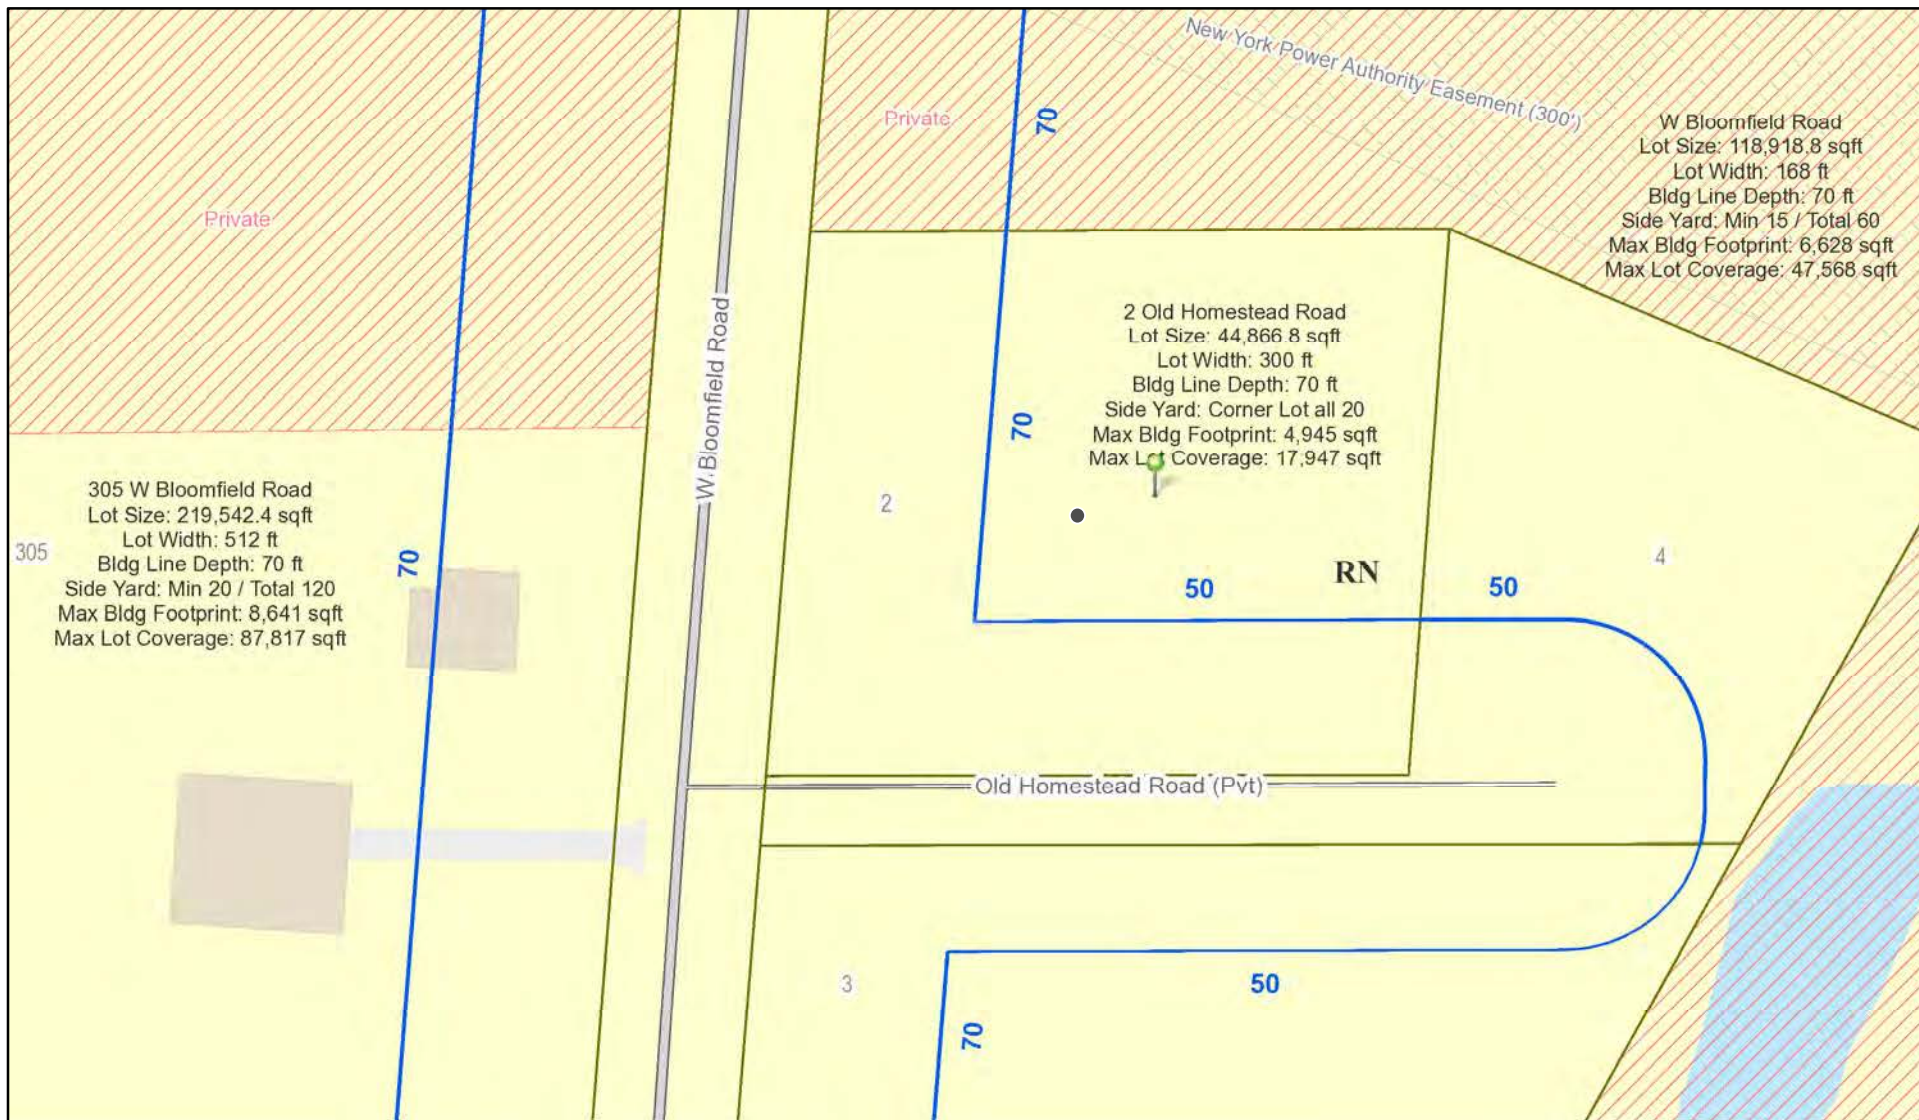 New York Power Authority Easement (300')
Private
70
W Bloomfield Road
Lot Size: 118,918.8 sqft
Lot Width: 168 ft
Bldg Line Depth: 70 ft
Side Yard: Min 15 / Total 60
Max Bldg Footprint: 6,628 sqft
Max Lot Coverage: 47,568 sqft
Private
2 Old Homestead Road
Lot Size: 44,866.8 sqft
Lot Width: 300 ft
Bldg Line Depth: 70 ft
Side Yard: Corner Lot all 20
Max Bldg Footprint: 4,945 sqft
Max Lot Coverage: 17,947 sqft
W. Bloomfield Road
70
2
305 W Bloomfield Road
Lot Size: 219,542.4 sqft
Lot Width: 512 ft
Bldg Line Depth: 70 ft
Side Yard: Min 20 / Total 120
Max Bldg Footprint: 8,641 sqft
Max Lot Coverage: 87,817 sqft
305
70
RN
4
50
50
Old Homestead Road (Pvt)
3
50
70